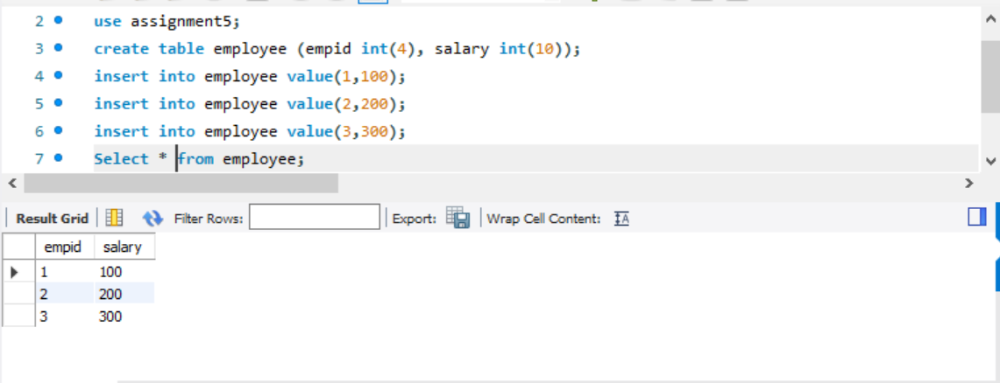 2 use assignment5;
3 create table employee (empid int(4), salary int(10));
4 insert into employee value(1,100);
5 insert into employee value(2,200);
6 insert into employee value(3,300);
7 Select * from employee;
Result Grid Filter Rows: Export: Wrap Cell Content: IA
empid salary
1 100
2 200
3 300